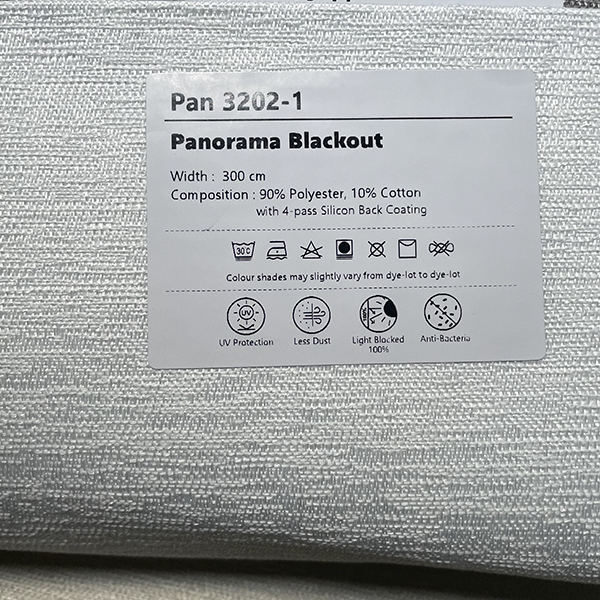 Pan 3202-1
Panorama Blackout
Width : 300 cm
Composition : 90% Polyester, 10% Cotton
with 4-pass Silicon Back Coating
30°C
Colour shades may slightly vary from dye-lot to dye-lot
UV
UV Protection
Less Dust
Light Blocked
100%
Anti-Bacteria